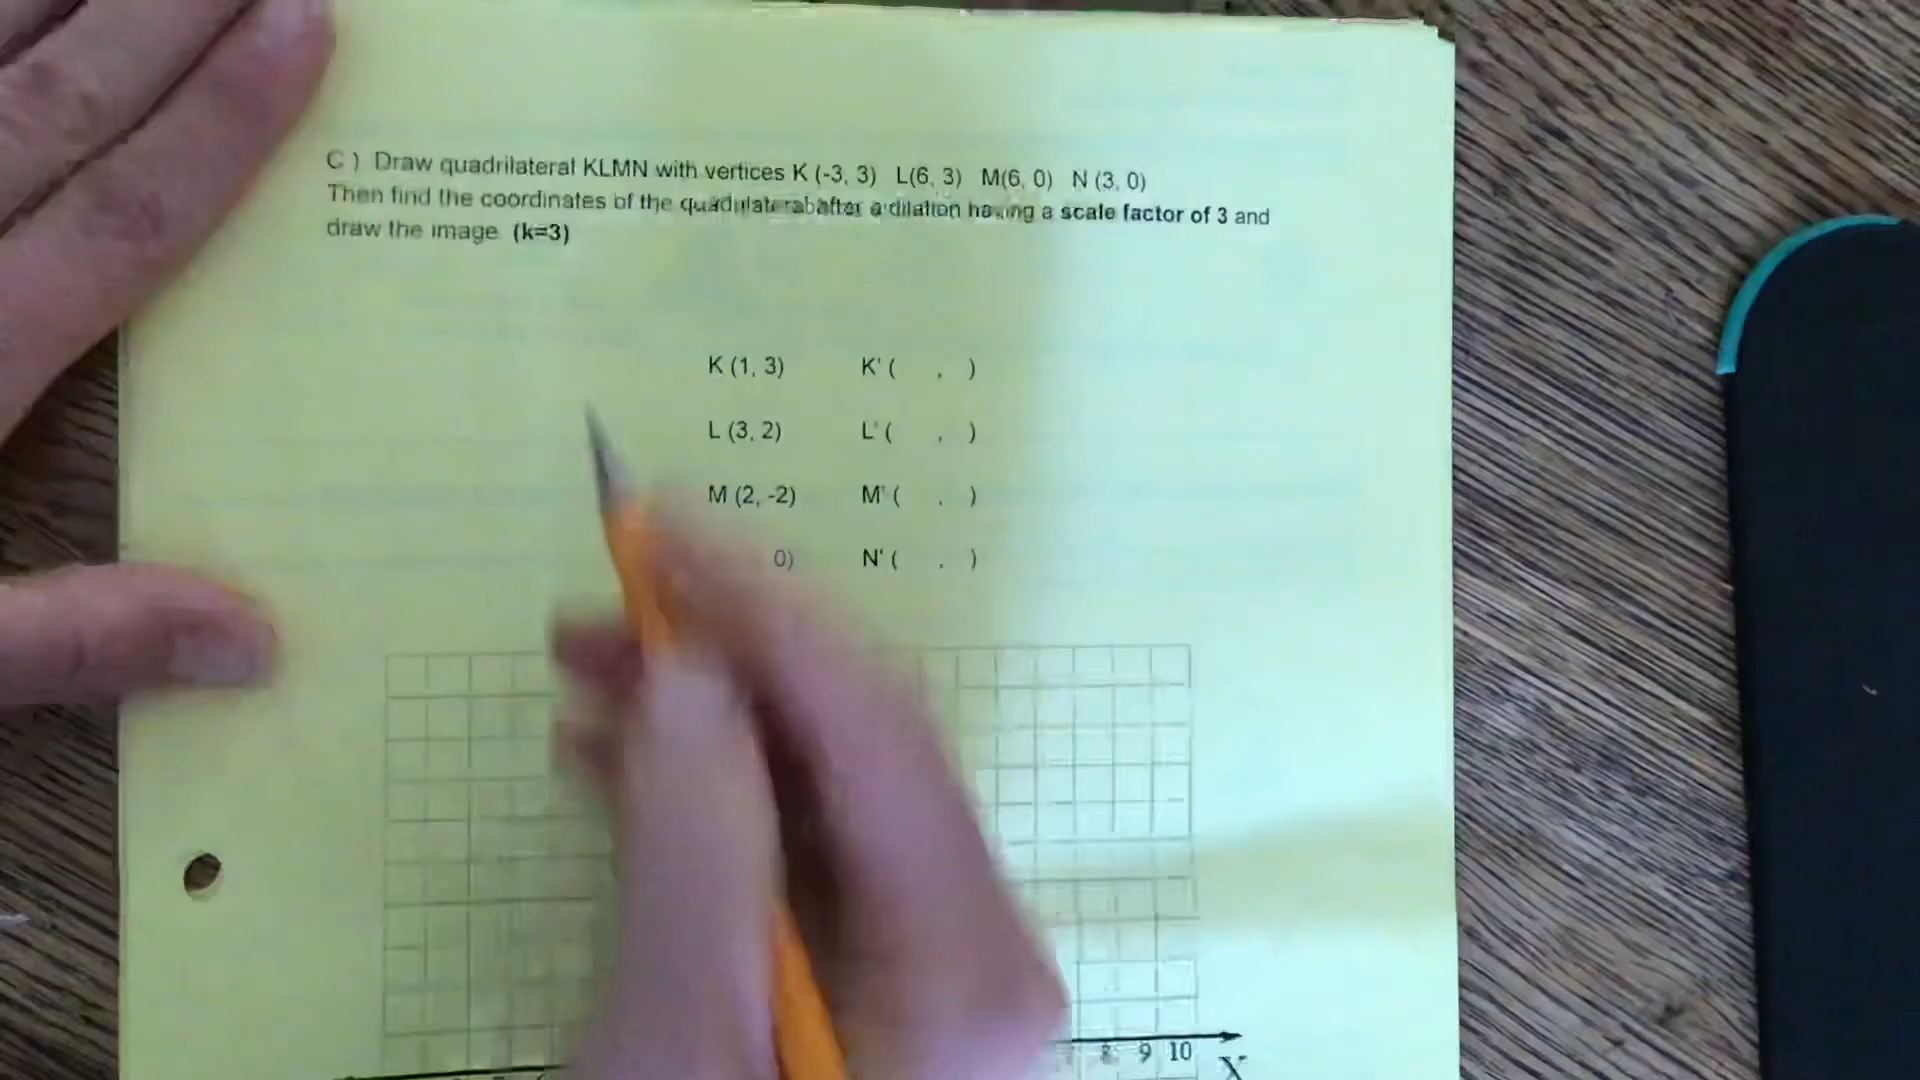 C) Draw quadrilateral KLMN with vertices K (-3, 3) L(6, 3) M(6, 0) N (3, 0)
Then find the coordinates of the quadrilateral after a dilation having a scale factor of 3 and
draw the image (k=3)
K (1, 3) K' ( , )
L (3, 2) L' ( , )
M (2, -2) M' ( , )
0) N' ( , )
8 9 10
X